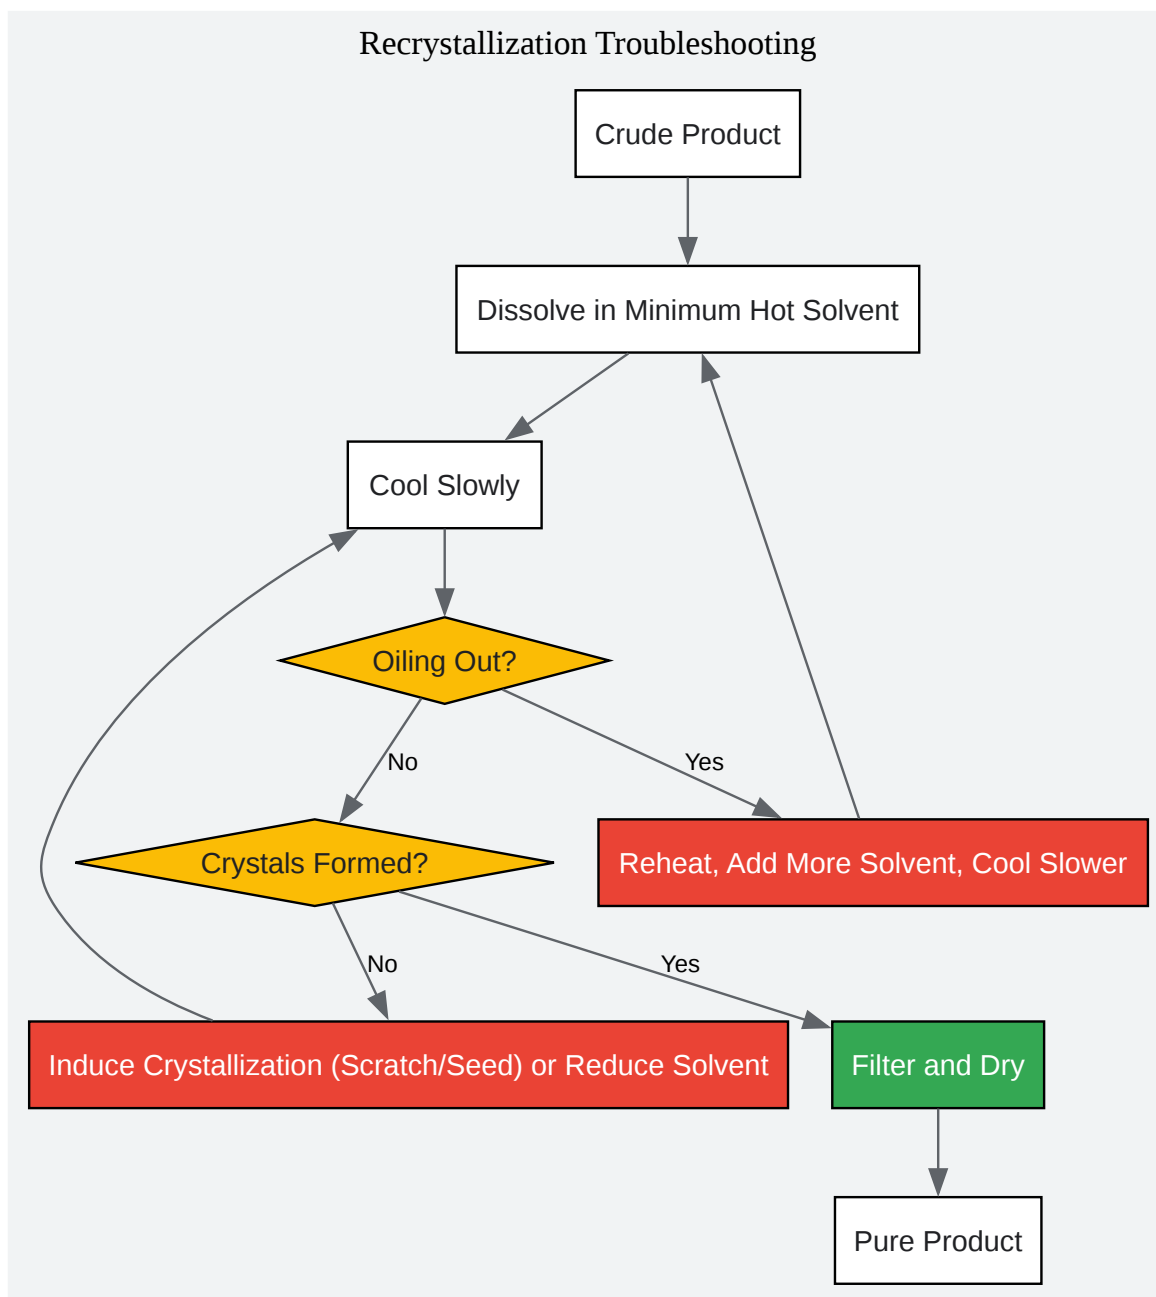 Recrystallization Troubleshooting
Crude Product
Dissolve in Minimum Hot Solvent
Cool Slowly
Oiling Out?
No
Yes
Crystals Formed?
Reheat, Add More Solvent, Cool Slower
No
Yes
Induce Crystallization (Scratch/Seed) or Reduce Solvent
Filter and Dry
Pure Product